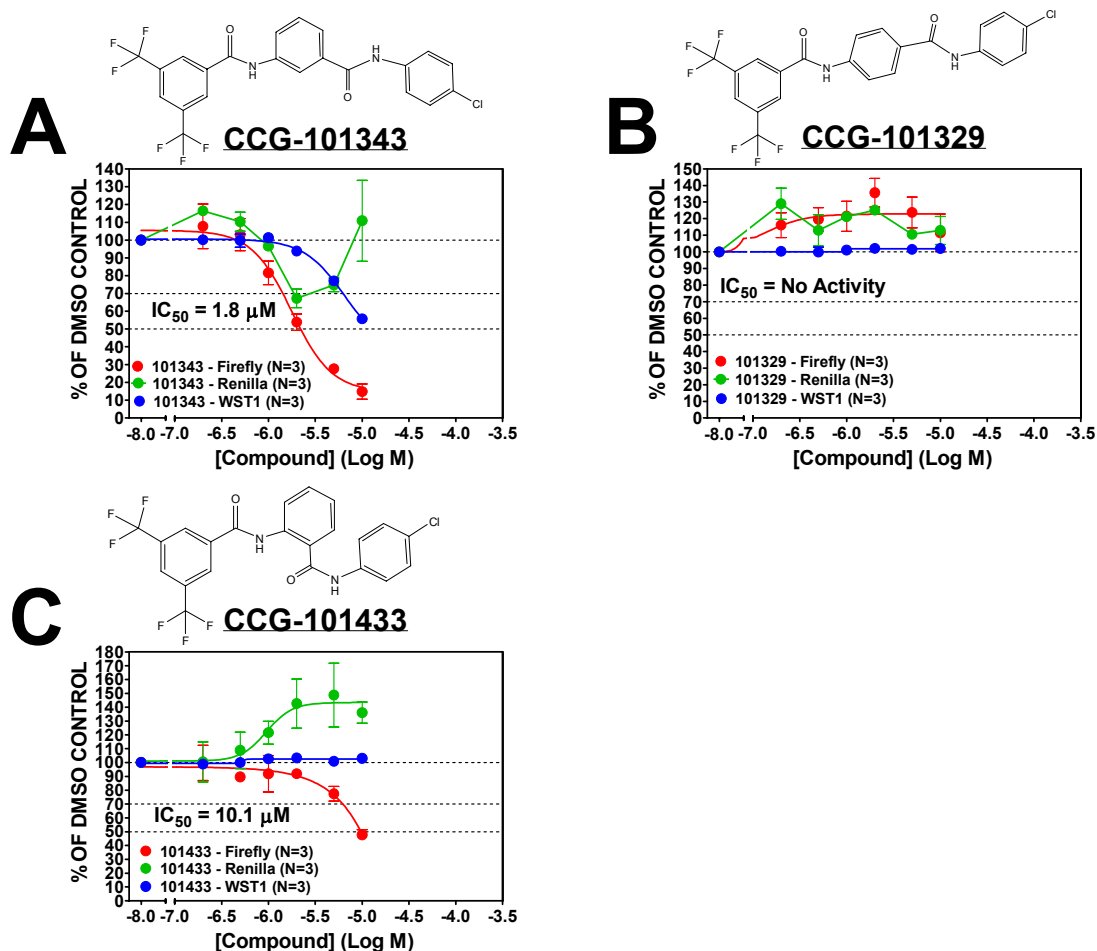 A
CCG-101343
% OF DMSO CONTROL
140
130
120
110
100
90
80
70
60
50
40
30
20
10
0
IC50 = 1.8 μM
101343 - Firefly (N=3)
101343 - Renilla (N=3)
101343 - WST1 (N=3)
-8.0 -7.0 -6.5 -6.0 -5.5 -5.0 -4.5 -4.0 -3.5
[Compound] (Log M)
F F F F F F O N H N H O Cl
B
CCG-101329
% OF DMSO CONTROL
150
140
130
120
110
100
90
80
70
60
50
40
30
20
10
0
IC50 = No Activity
101329 - Firefly (N=3)
101329 - Renilla (N=3)
101329 - WST1 (N=3)
-8.0 -7.0 -6.5 -6.0 -5.5 -5.0 -4.5 -4.0 -3.5
[Compound] (Log M)
F F F F F F O N H O N H Cl
C
CCG-101433
% OF DMSO CONTROL
180
170
160
150
140
130
120
110
100
90
80
70
60
50
40
30
20
10
0
IC50 = 10.1 μM
101433 - Firefly (N=3)
101433 - Renilla (N=3)
101433 - WST1 (N=3)
-8.0 -7.0 -6.5 -6.0 -5.5 -5.0 -4.5 -4.0 -3.5
[Compound] (Log M)
F F F F F F O N H O N H Cl